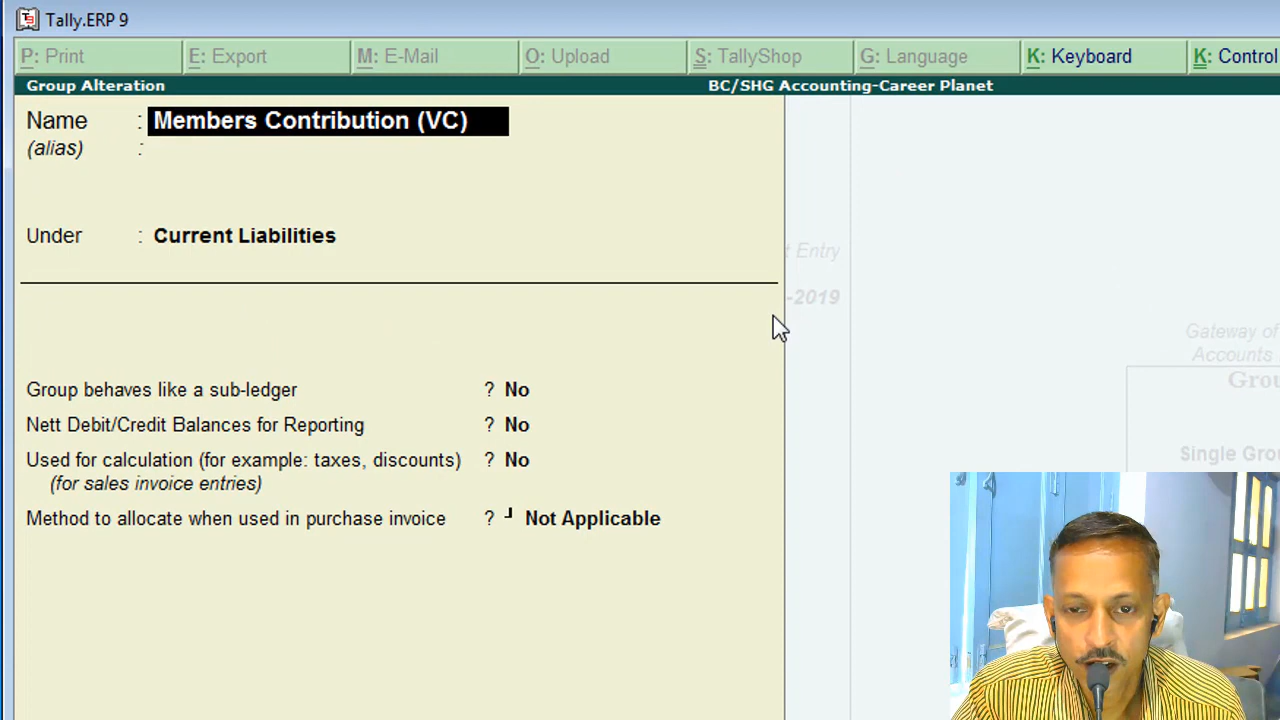 Tally.ERP 9
P: Print E: Export M: E-Mail O: Upload S: TallyShop G: Language K: Keyboard K: Control
Group Alteration BC/SHG Accounting-Career Planet
Name : Members Contribution (VC)
(alias) :
Under : Current Liabilities
t Entry
-2019
Gateway of
Accounts
Grou
Single Gro
Group behaves like a sub-ledger ? No
Nett Debit/Credit Balances for Reporting ? No
Used for calculation (for example: taxes, discounts) ? No
(for sales invoice entries)
Method to allocate when used in purchase invoice ? ┘ Not Applicable